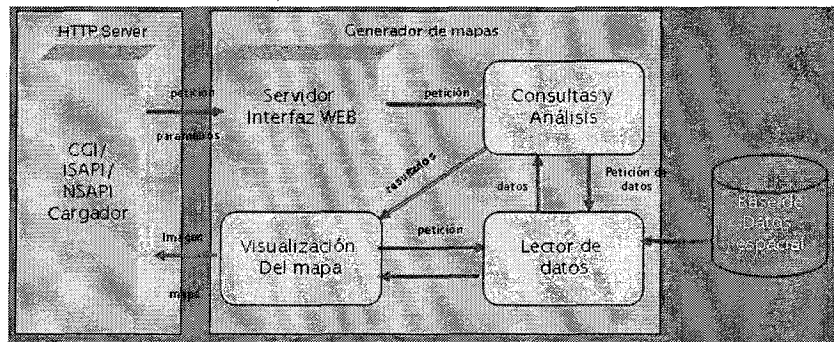 HTTP Server
Generador de mapas
petición
parámetros
CGI/
ISAPI/
NSAPI
Cargador
Imagen
mapa
Servidor
Interfaz WEB
petición
Consultas y
Análisis
resultados
datos
Petición de
datos
Visualización
Del mapa
petición
Lector de
datos
Base de
Datos
espacial